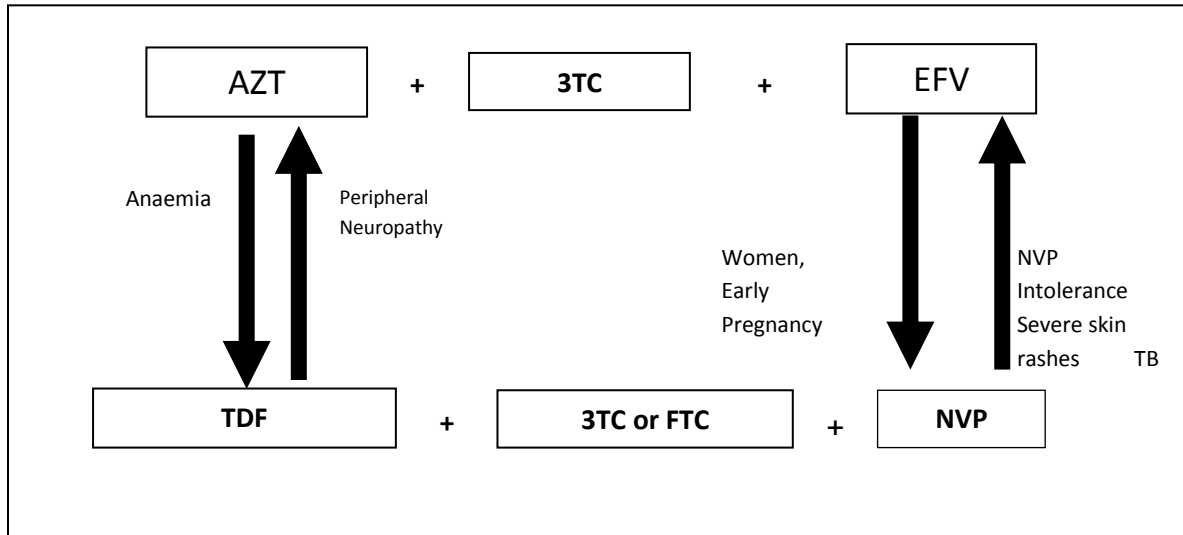 AZT + 3TC + EFV
Anaemia
Peripheral
Neuropathy
Women,
Early
Pregnancy
NVP
Intolerance
Severe skin
rashes TB
TDF + 3TC or FTC + NVP